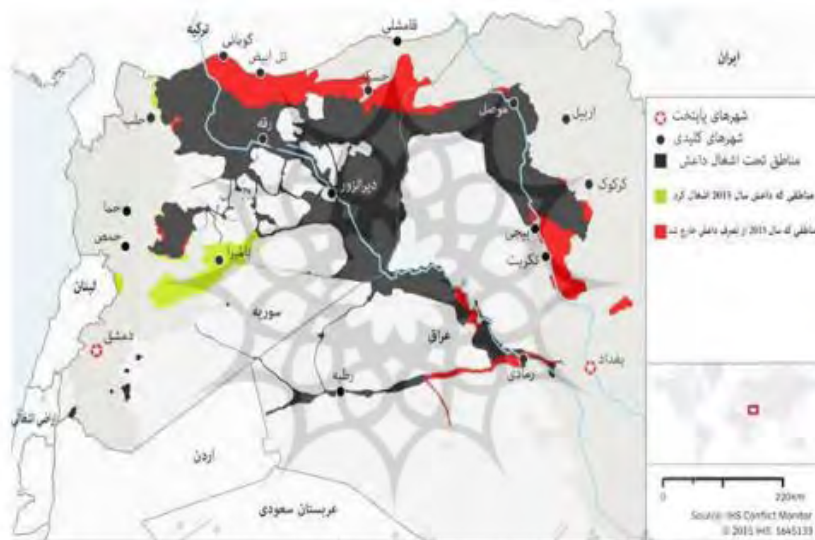 قامشلی
ترکیه
کوبانی
تل ابیض
ایران
حسکه
موصل
اربیل
حلب
رقه
شهرهای پایتخت
شهرهای کلیدی
مناطق تحت اشغال داعش
دیرالزور
کرکوک
مناطقی که داعش سال 2015 اشغال کرد
حما
بیجی
مناطقی که سال 2015 از تصرف داعش خارج شد
حمص
پالمیرا
تکریت
لبنان
سوریه
عراق
دمشق
بغداد
رمادی
رطبه
اردن
عربستان سعودی
0
220km
Source: IHS Conflict Monitor
© 2015 IHS: 1645133